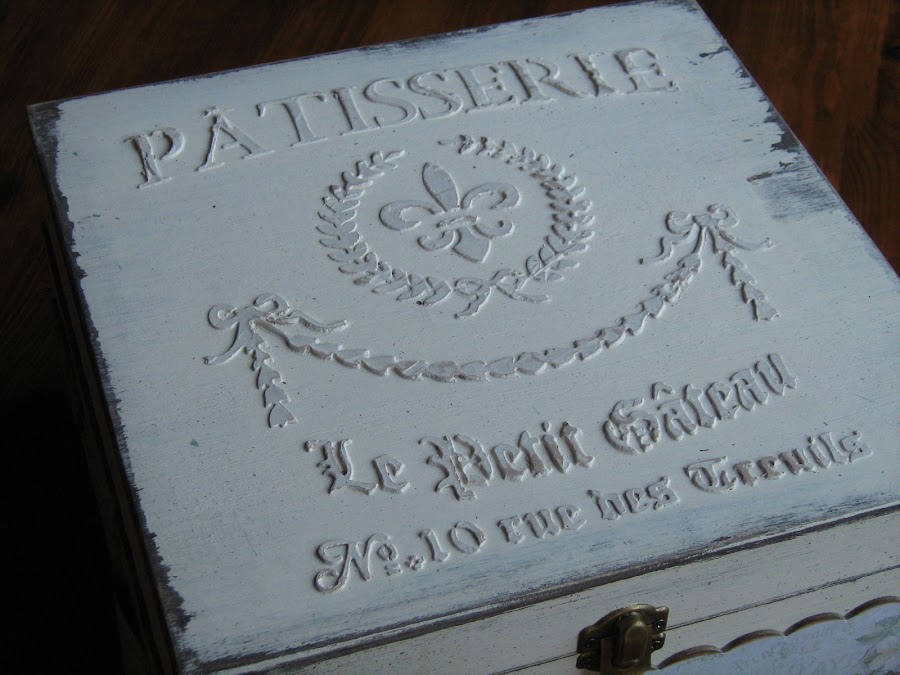 PÂTISSERIE
Le Petit Gâteau
No. 10 rue des Treuils